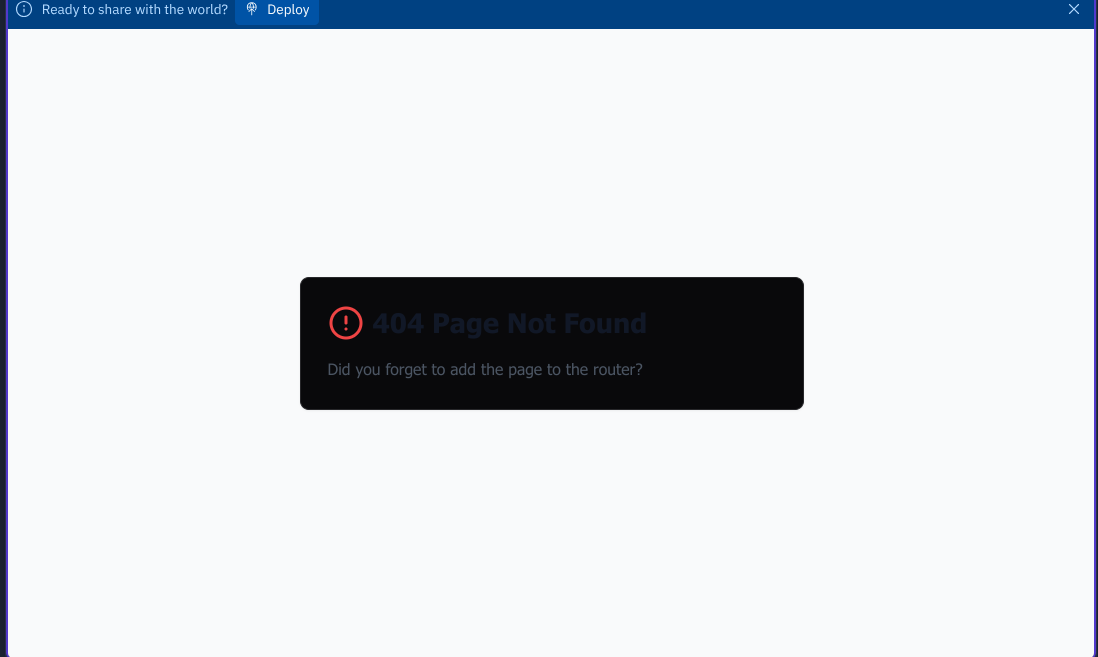 Ready to share with the world? Deploy
404 Page Not Found
Did you forget to add the page to the router?